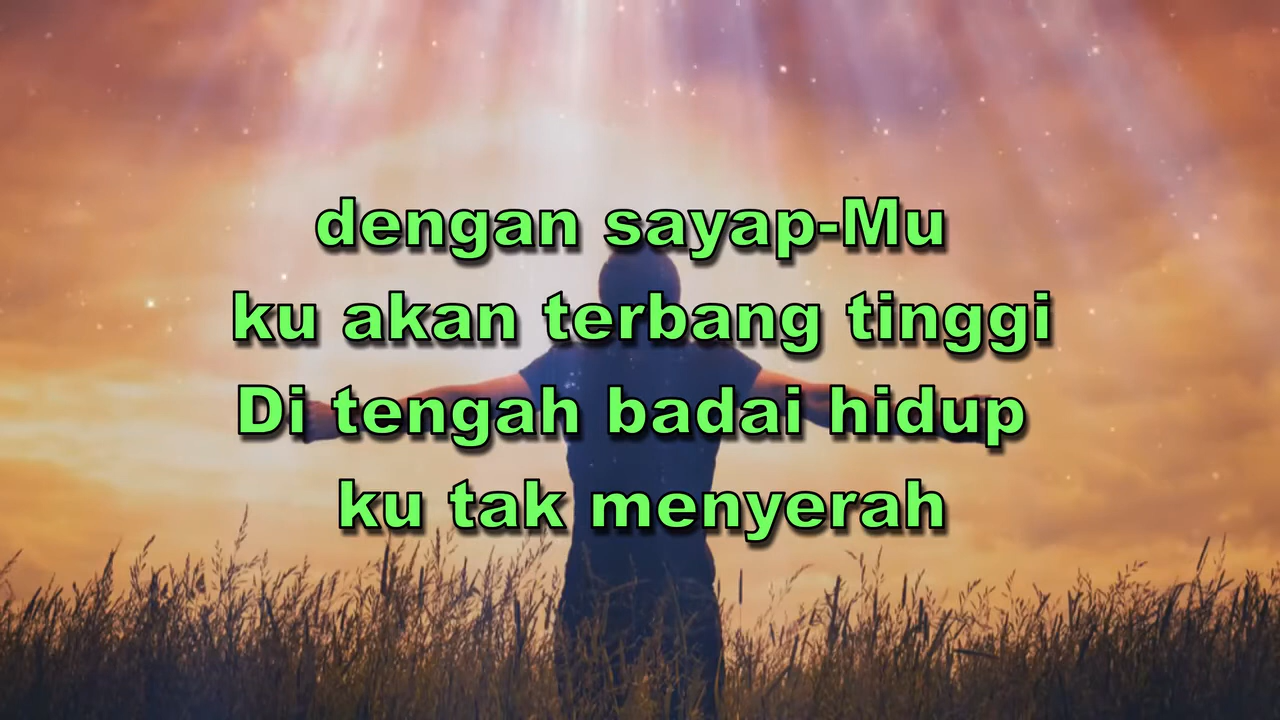 dengan sayap-Mu
ku akan terbang tinggi
Di tengah badai hidup
ku tak menyerah